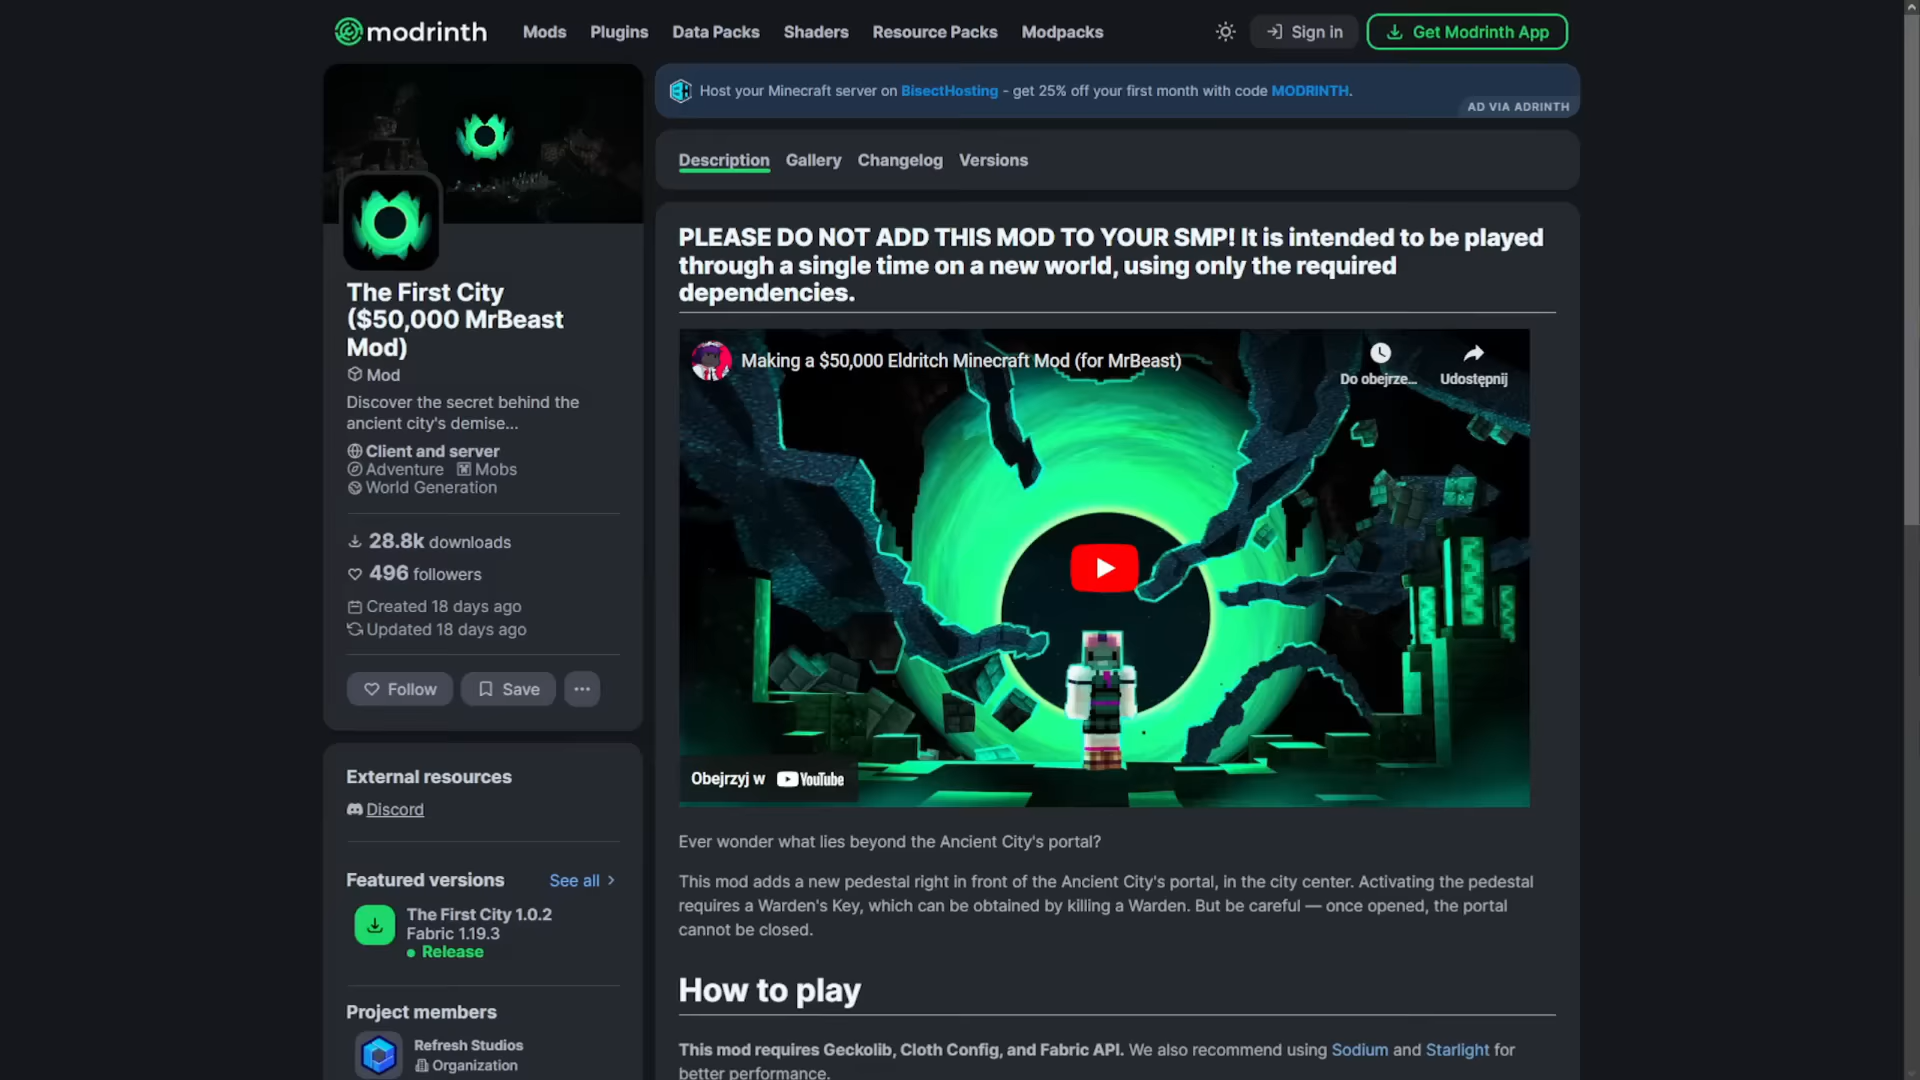 modrinth
Mods Plugins Data Packs Shaders Resource Packs Modpacks
Sign in
Get Modrinth App
The First City
($50,000 MrBeast
Mod)
Mod
Discover the secret behind the
ancient city's demise...
Client and server
Adventure Mobs
World Generation
28.8k downloads
496 followers
Created 18 days ago
Updated 18 days ago
Follow Save
External resources
Discord
Featured versions See all
The First City 1.0.2
Fabric 1.19.3
Release
Project members
Refresh Studios
Organization
Host your Minecraft server on BisectHosting - get 25% off your first month with code MODRINTH.
AD VIA ADRINTH
Description Gallery Changelog Versions
PLEASE DO NOT ADD THIS MOD TO YOUR SMP! It is intended to be played
through a single time on a new world, using only the required
dependencies.
Making a $50,000 Eldritch Minecraft Mod (for MrBeast)
Do obejrze... Udostępnij
Obejrzyj w YouTube
Ever wonder what lies beyond the Ancient City's portal?
This mod adds a new pedestal right in front of the Ancient City's portal, in the city center. Activating the pedestal
requires a Warden's Key, which can be obtained by killing a Warden. But be careful — once opened, the portal
cannot be closed.
How to play
This mod requires Geckolib, Cloth Config, and Fabric API. We also recommend using Sodium and Starlight for
better performance.